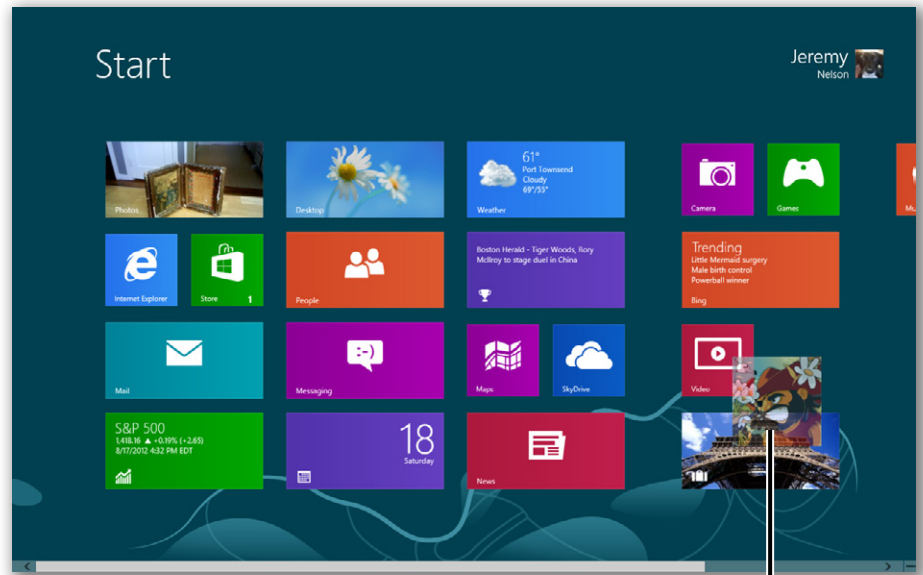 Start
Jeremy
Nelson
Photos
Desktop
61°
Port Townsend
Cloudy
69°/55°
Weather
Camera
Games
Mu
Internet Explorer
Store 1
People
Boston Herald - Tiger Woods, Rory
McIlroy to stage duel in China
Trending
Little Mermaid surgery
Male birth control
Powerball winner
Bing
Mail
:-)
Messaging
Maps
SkyDrive
Video
S&P 500
1,418.16 ▲ +0.19% (+2.65)
8/17/2012 4:32 PM EDT
18
Saturday
News